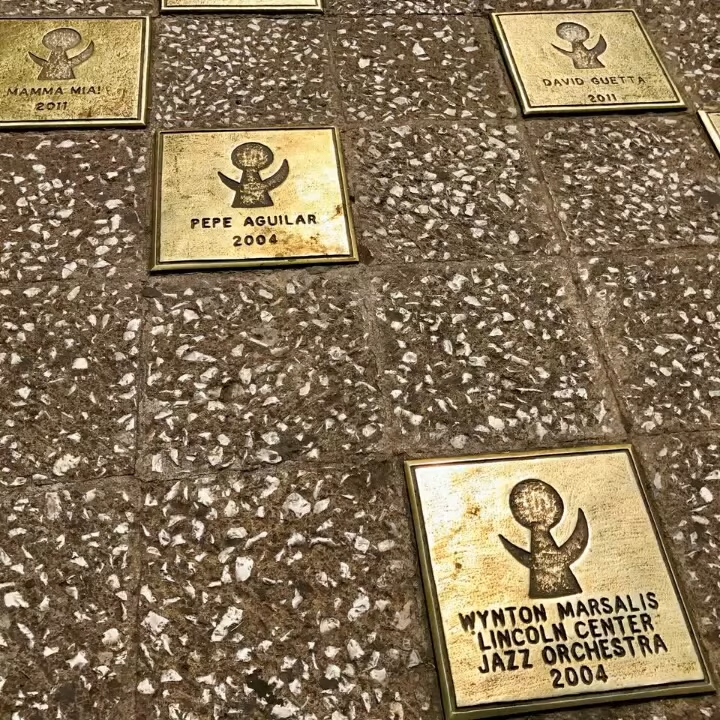 MAMMA MIA!
2011
DAVID GUETTA
2011
PEPE AGUILAR
2004
WYNTON MARSALIS
LINCOLN CENTER
JAZZ ORCHESTRA
2004